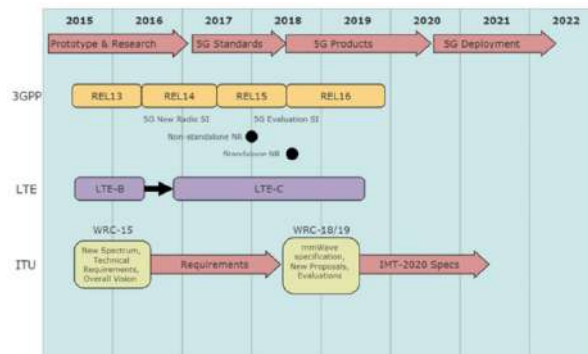 2015 2016 2017 2018 2019 2020 2021 2022
Prototype & Research 5G Standards 5G Products 5G Deployment
3GPP REL13 REL14 REL15 REL16
5G New Radio SI 5G Evaluation SI
Non-standalone NR
Standalone NR
LTE LTE-B LTE-C
WRC-15 WRC-18/19
ITU
New Spectrum,
Technical
Requirements,
Overall Vision
Requirements
mmWave
specification,
New Proposals,
Evaluations
IMT-2020 Specs